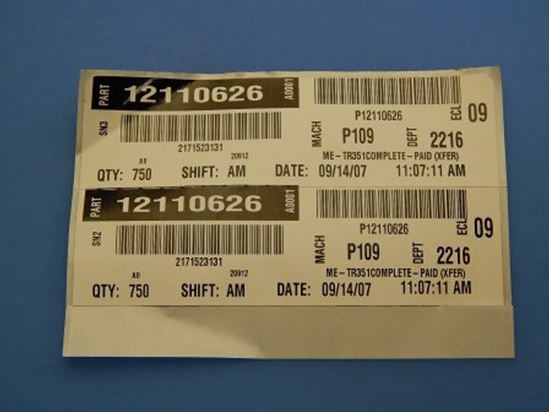 PART 12110626 A0001
P12110626 ECL 09
SN3 2171523131 MACH P109 DEPT 2216
AB 20912 ME-TR351COMPLETE-PAID (XFER)
QTY: 750 SHIFT: AM DATE: 09/14/07 11:07:11 AM
PART 12110626 A0001
P12110626 ECL 09
SN2 2171523131 MACH P109 DEPT 2216
AB 20912 ME-TR351COMPLETE-PAID (XFER)
QTY: 750 SHIFT: AM DATE: 09/14/07 11:07:11 AM